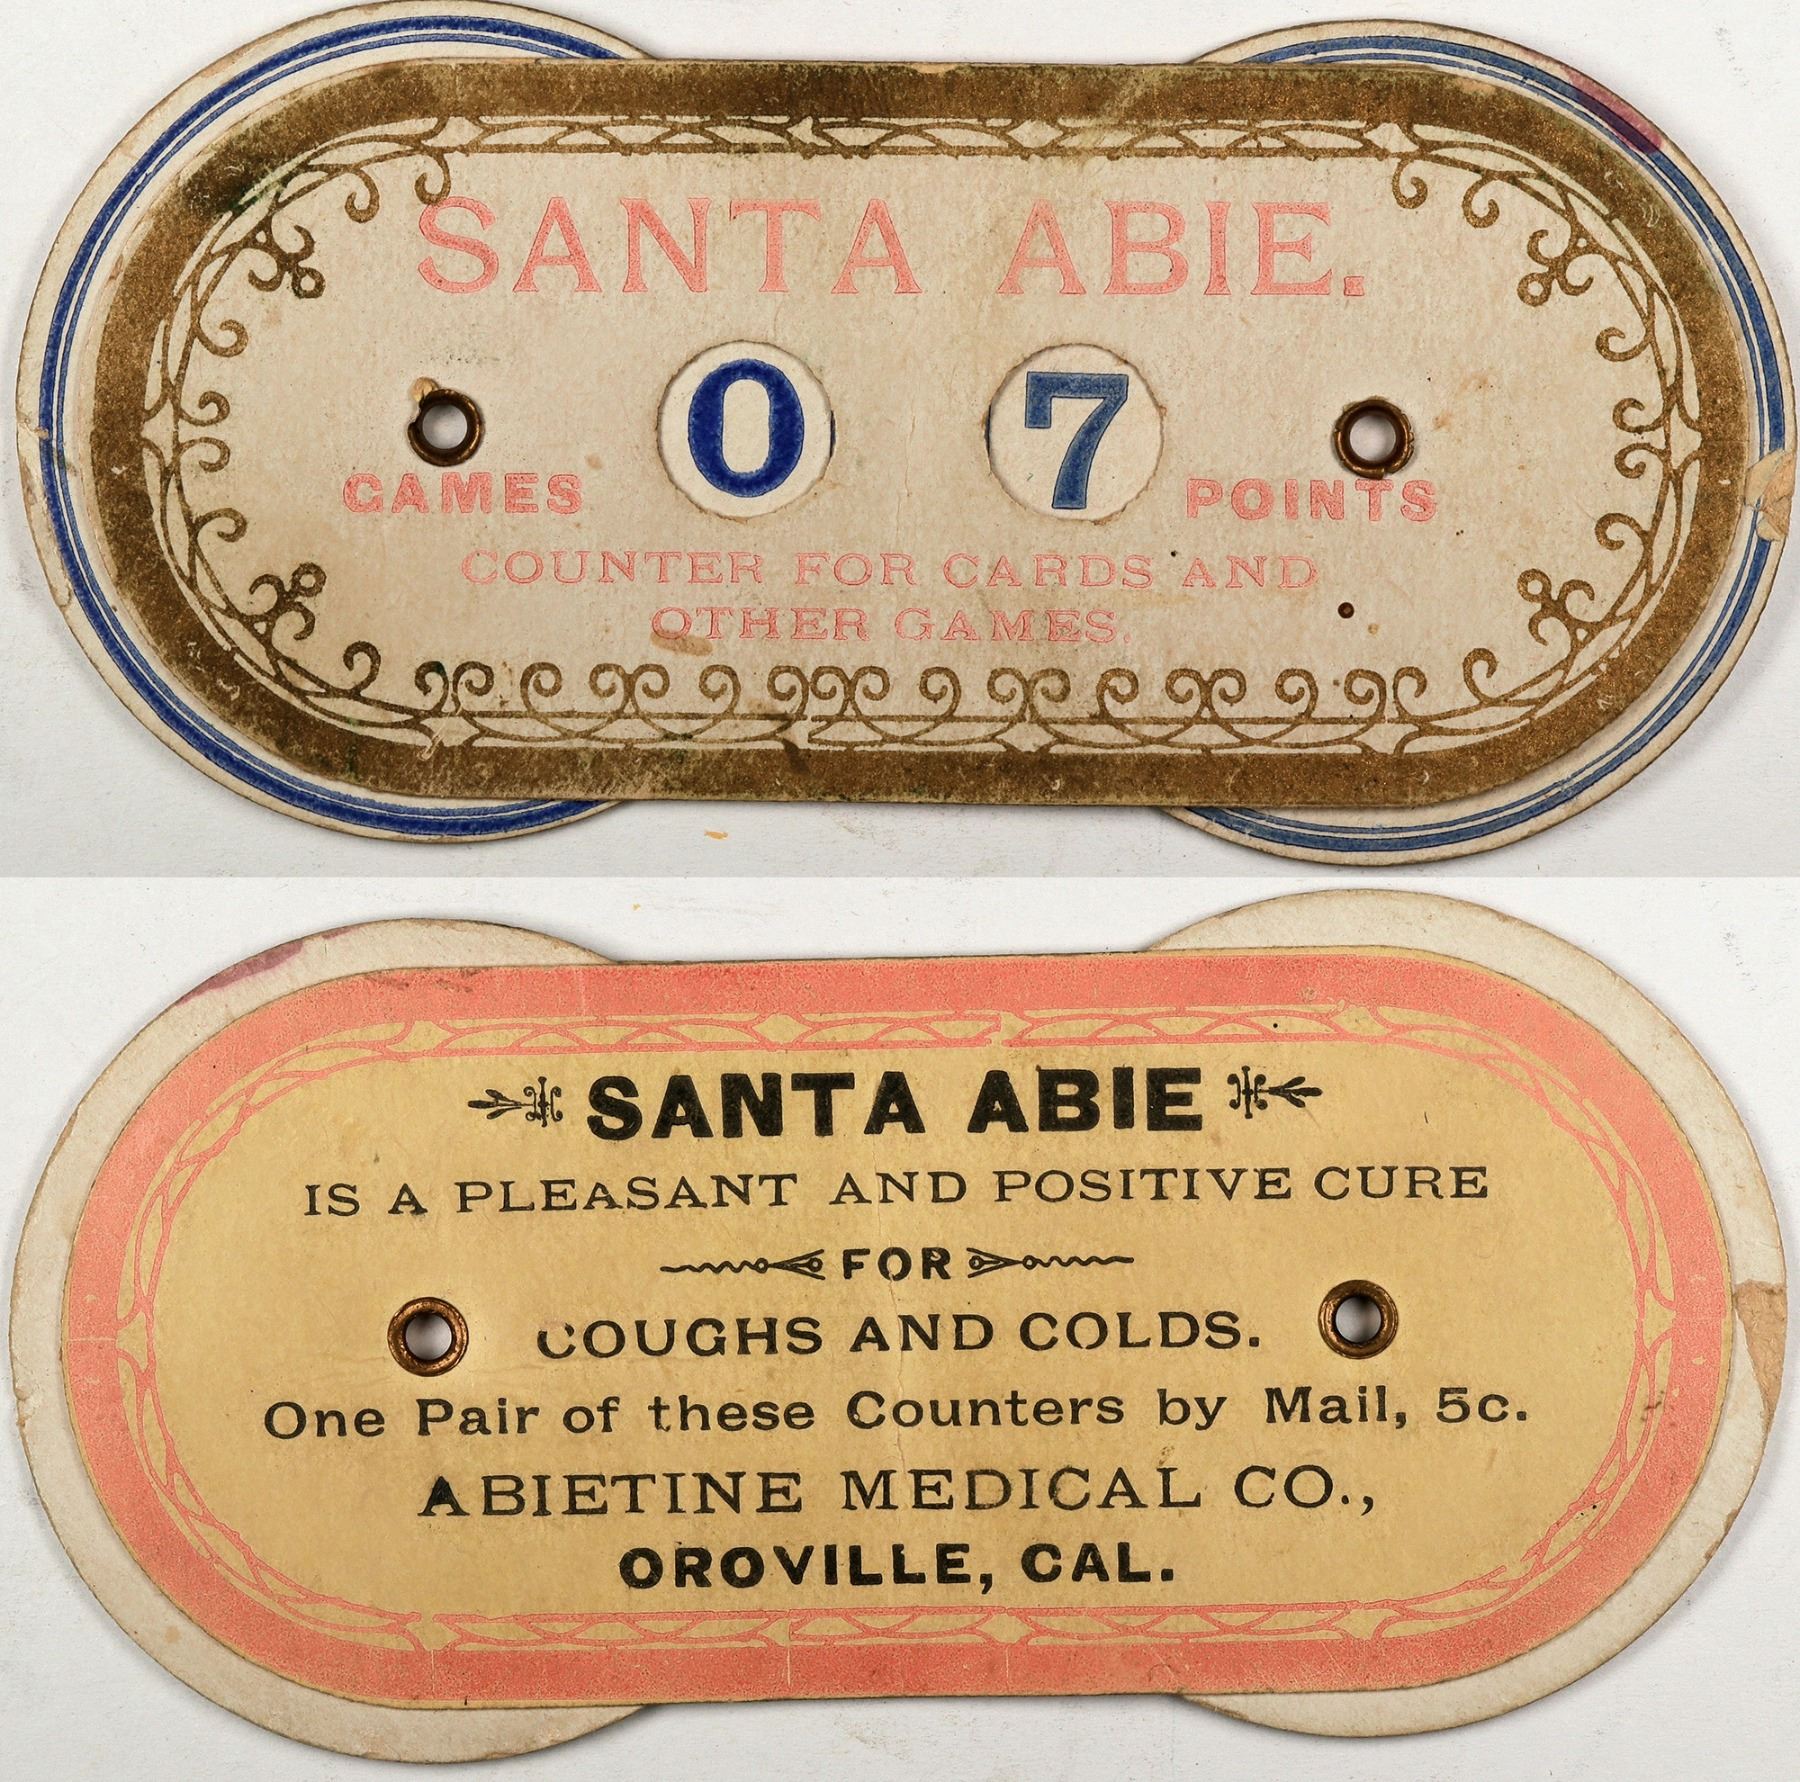 SANTA ABIE.
0 7
GAMES POINTS
COUNTER FOR CARDS AND
OTHER GAMES.
SANTA ABIE
IS A PLEASANT AND POSITIVE CURE
FOR
COUGHS AND COLDS.
One Pair of these Counters by Mail, 5c.
ABIETINE MEDICAL CO.,
OROVILLE, CAL.